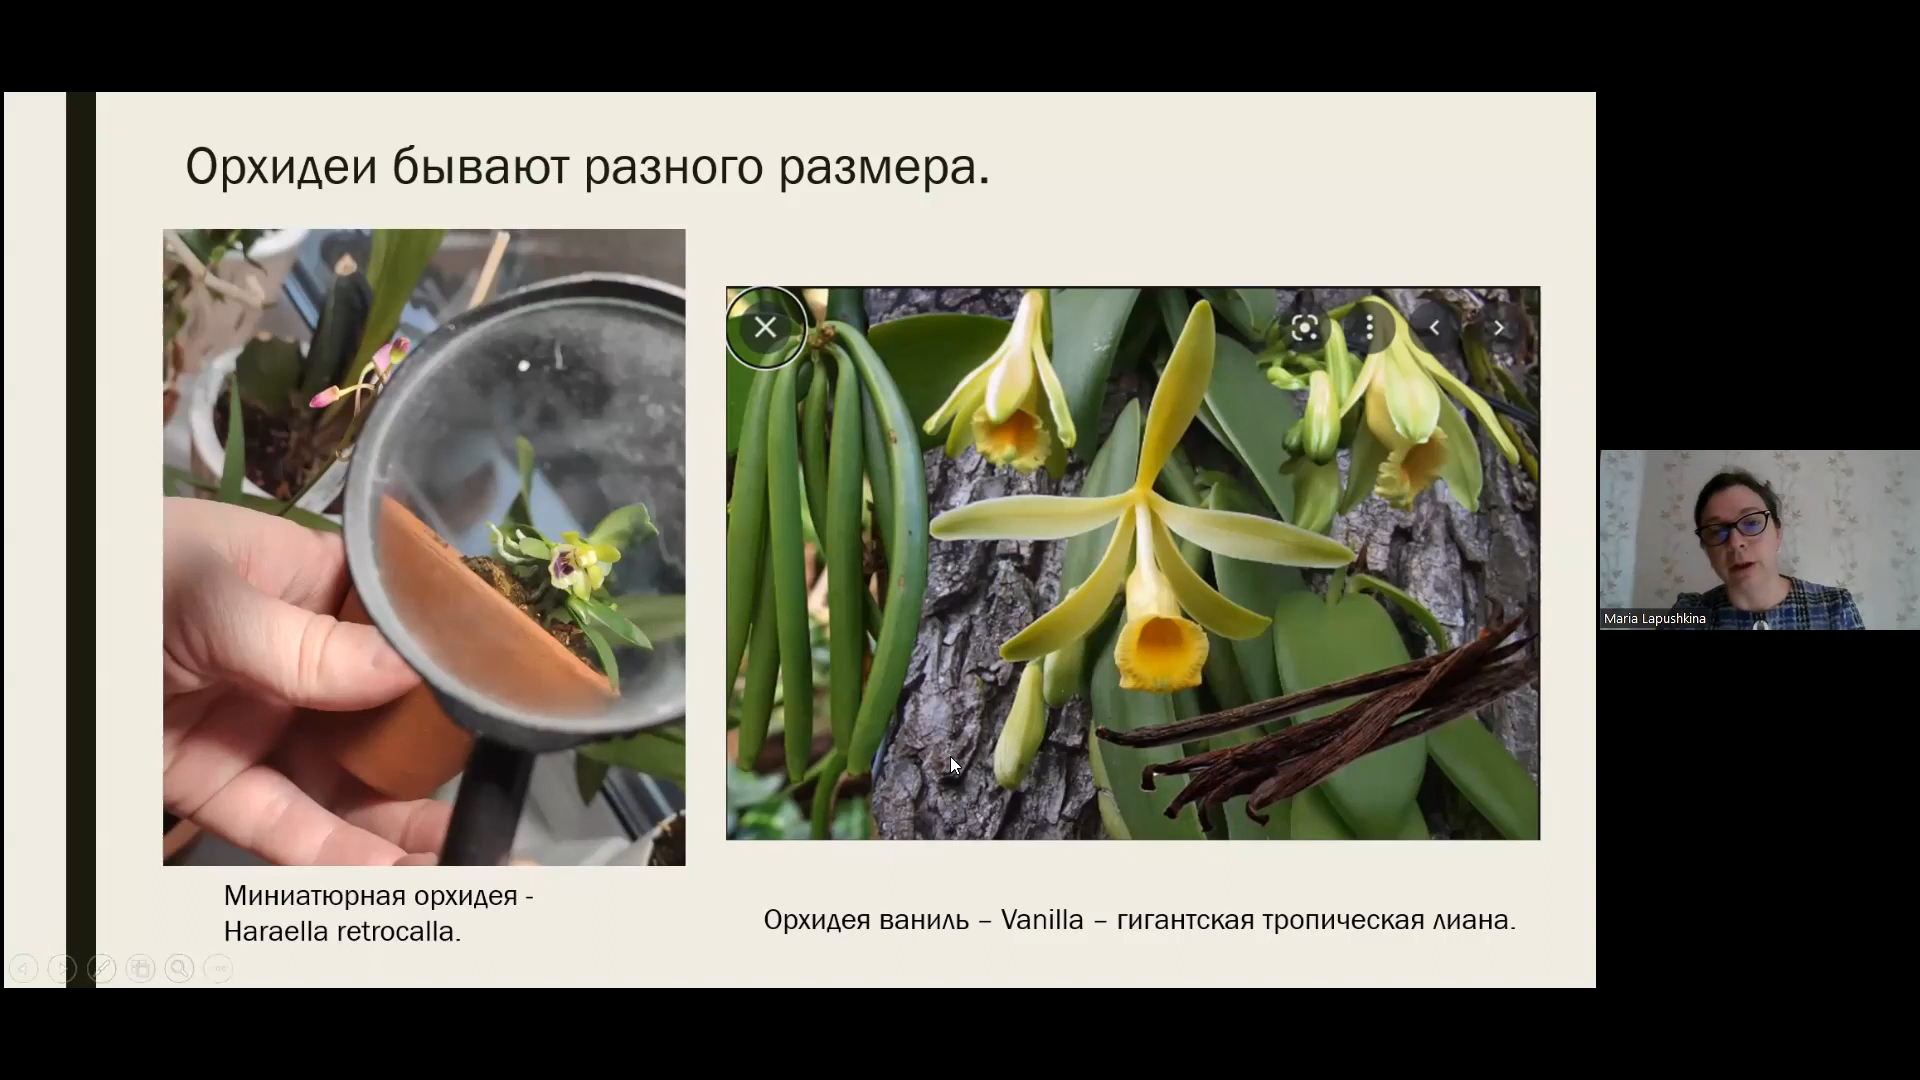 Орхидеи бывают разного размера.
Миниатюрная орхидея -
Haraella retrocalla.
Орхидея ваниль – Vanilla – гигантская тропическая лиана.
Maria Lapushkina